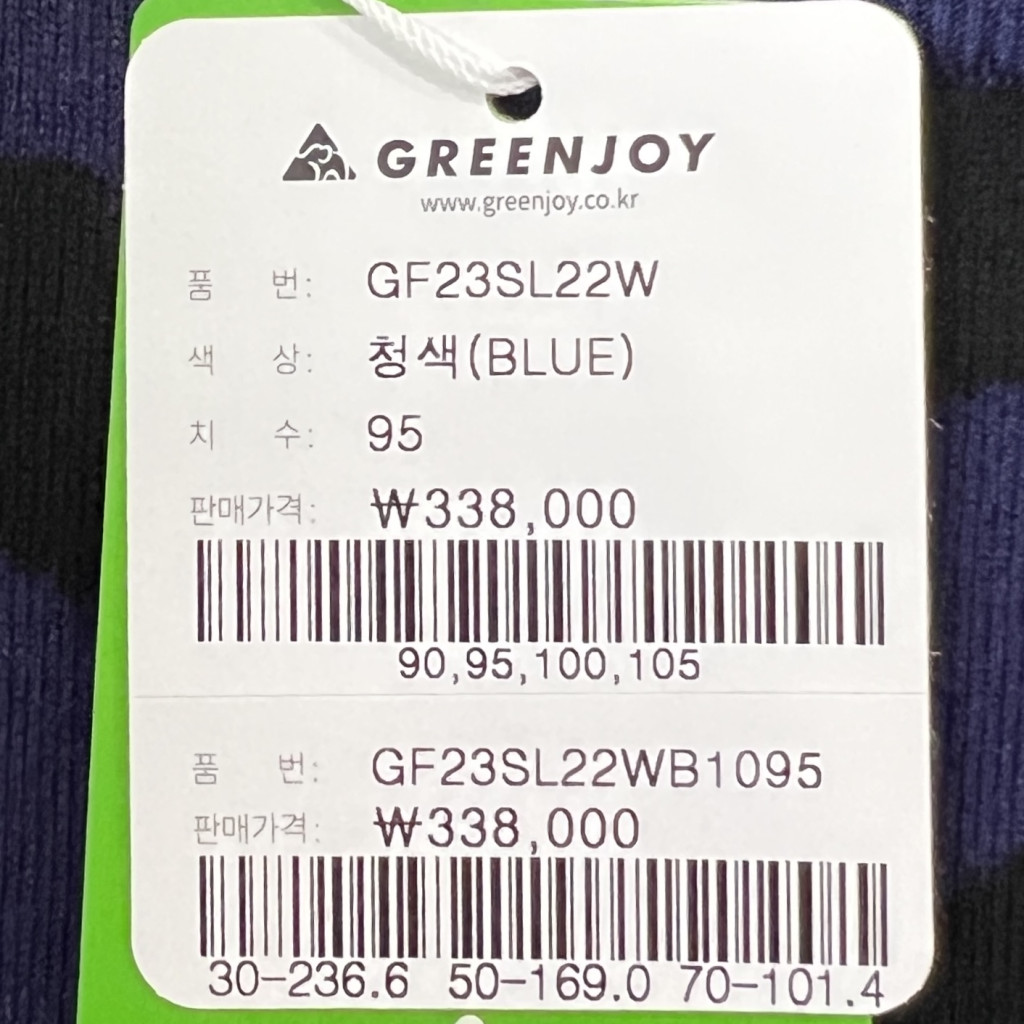 GREENJOY
www.greenjoy.co.kr
품 번: GF23SL22W
색 상: 청색(BLUE)
치 수: 95
판매가격: ₩338,000
90,95,100,105
품 번: GF23SL22WB1095
판매가격: ₩338,000
30-236.6 50-169.0 70-101.4